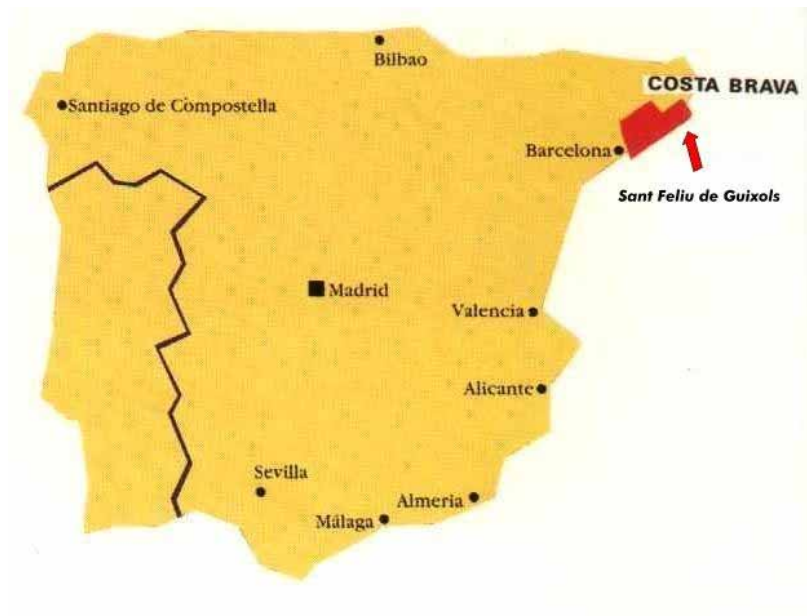 Bilbao
COSTA BRAVA
Santiago de Compostella
Barcelona
Sant Feliu de Guixols
Madrid
Valencia
Alicante
Sevilla
Almeria
Málaga